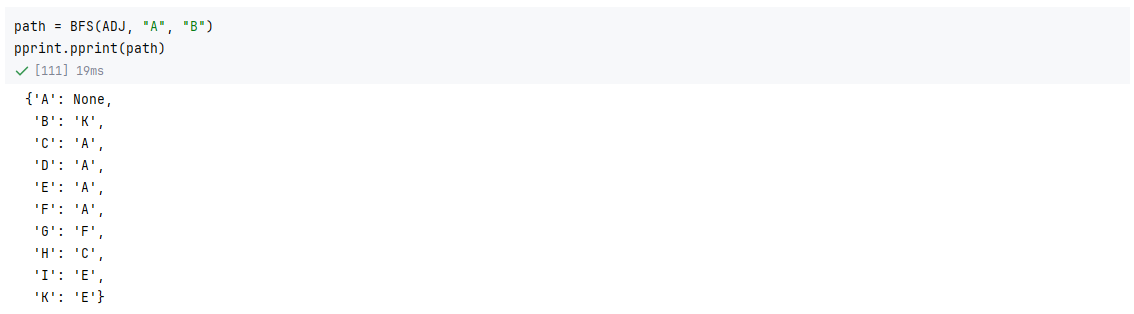 path = BFS(ADJ, "A", "B")
pprint.pprint(path)
[111] 19ms
{'A': None,
'B': 'K',
'C': 'A',
'D': 'A',
'E': 'A',
'F': 'A',
'G': 'F',
'H': 'C',
'I': 'E',
'K': 'E'}